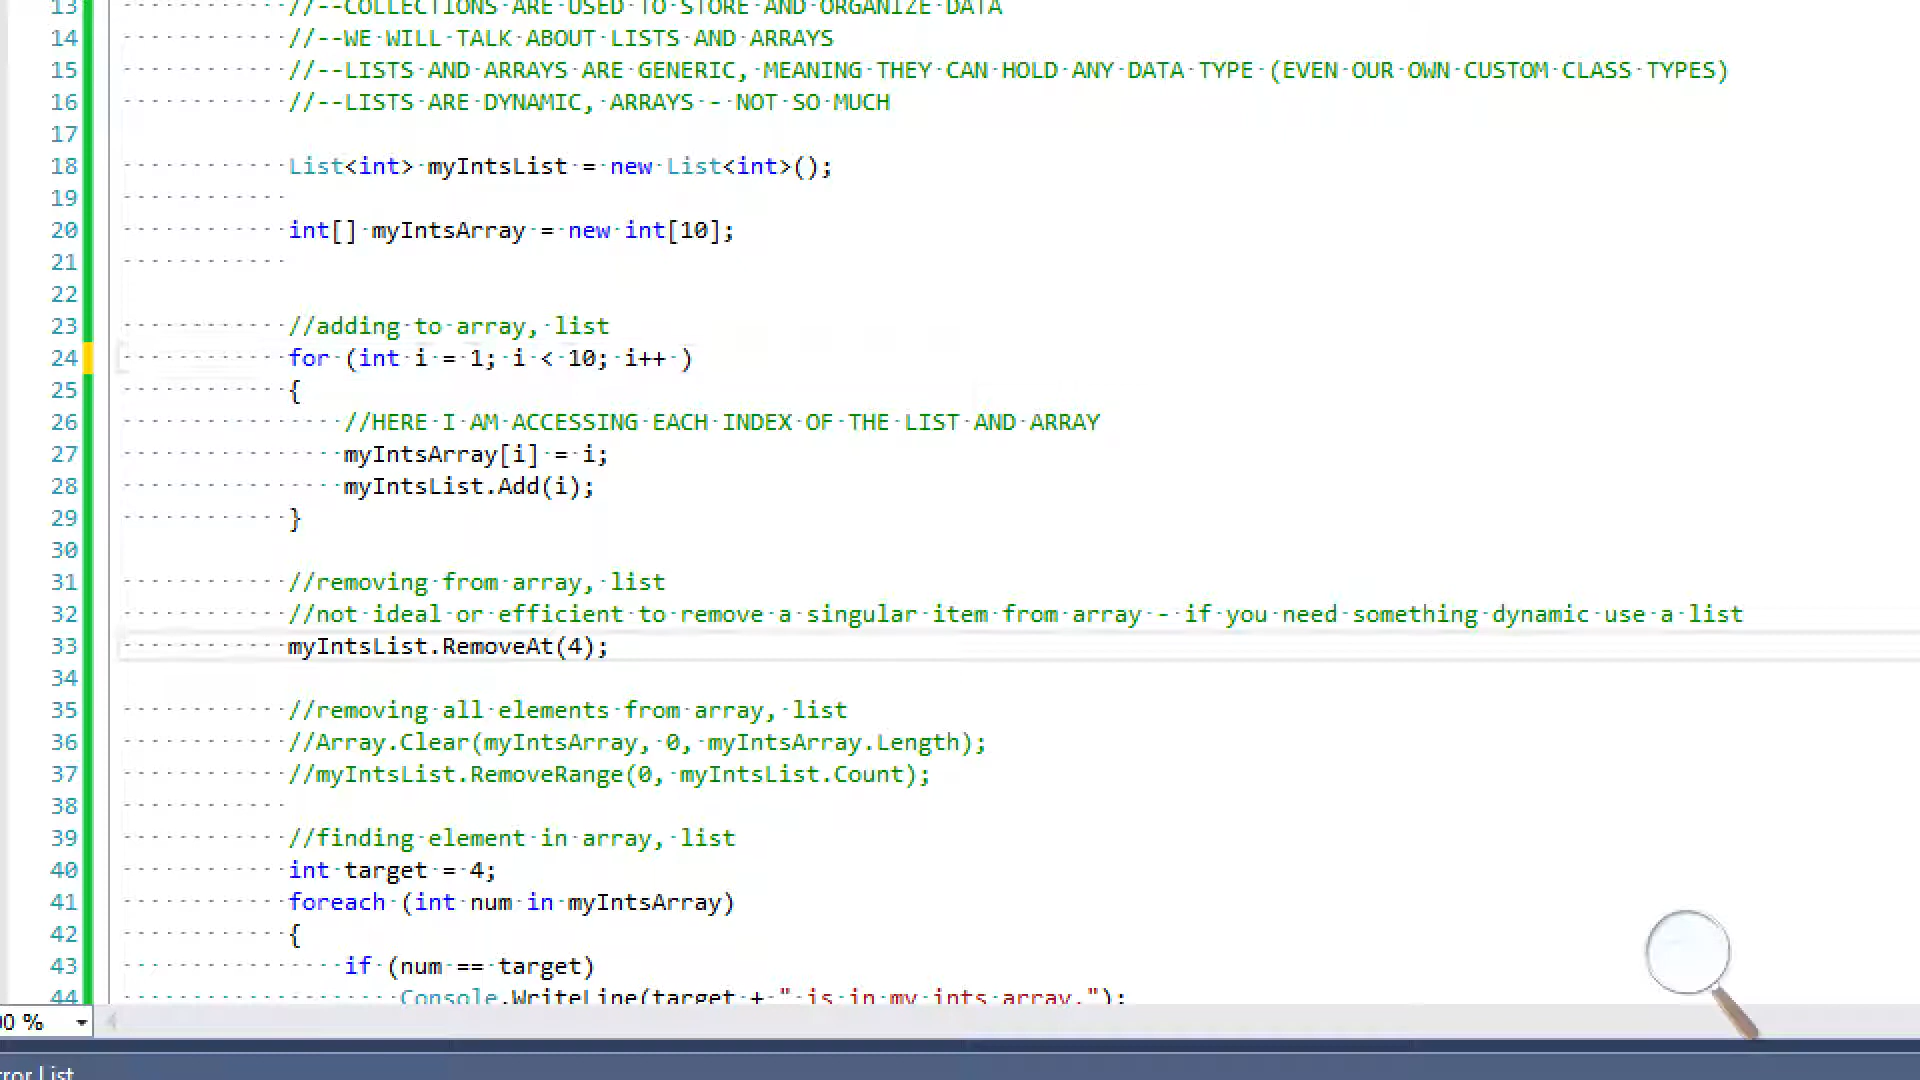 13 //--COLLECTIONS ARE USED TO STORE AND ORGANIZE DATA
14 //--WE WILL TALK ABOUT LISTS AND ARRAYS
15 //--LISTS AND ARRAYS ARE GENERIC, MEANING THEY CAN HOLD ANY DATA TYPE (EVEN OUR OWN CUSTOM CLASS TYPES)
16 //--LISTS ARE DYNAMIC, ARRAYS - NOT SO MUCH
17
18 List<int> myIntsList = new List<int>();
19
20 int[] myIntsArray = new int[10];
21
22
23 //adding to array, list
24 for (int i = 1; i < 10; i++ )
25 {
26 //HERE I AM ACCESSING EACH INDEX OF THE LIST AND ARRAY
27 myIntsArray[i] = i;
28 myIntsList.Add(i);
29 }
30
31 //removing from array, list
32 //not ideal or efficient to remove a singular item from array - if you need something dynamic use a list
33 myIntsList.RemoveAt(4);
34
35 //removing all elements from array, list
36 //Array.Clear(myIntsArray, 0, myIntsArray.Length);
37 //myIntsList.RemoveRange(0, myIntsList.Count);
38
39 //finding element in array, list
40 int target = 4;
41 foreach (int num in myIntsArray)
42 {
43 if (num == target)
44 Console.WriteLine(target + " is in my ints array.");
0 %
List